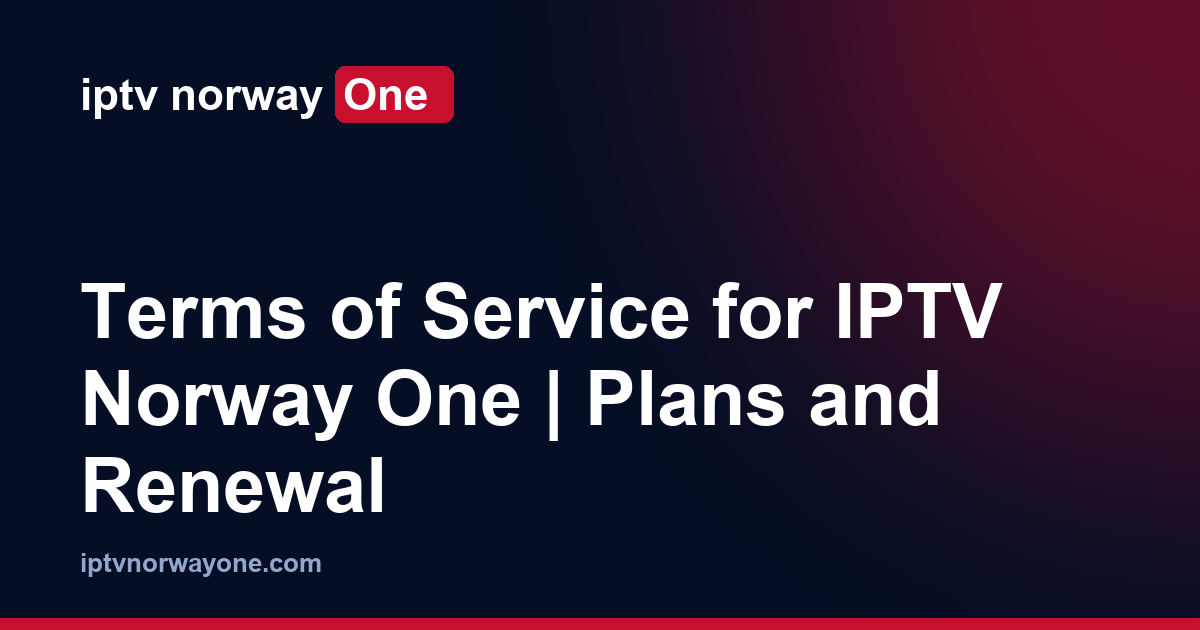 iptv norway One
Terms of Service for IPTV
Norway One | Plans and
Renewal
iptvnorwayone.com